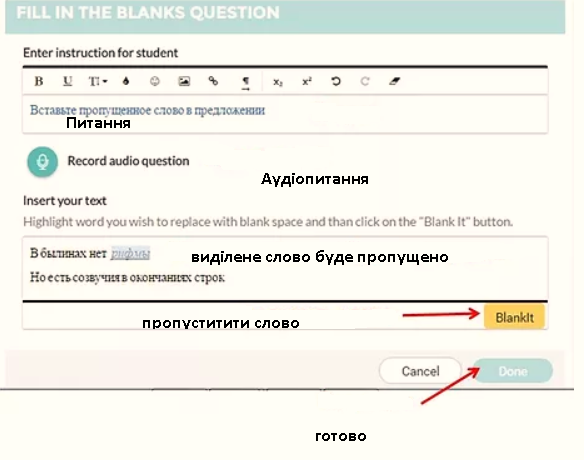 FILL IN THE BLANKS QUESTION
Enter instruction for student
B U T x₂ x²
Вставьте пропущенное слово в предложении
Питання
Record audio question
Аудіопитання
Insert your text
Highlight word you wish to replace with blank space and than click on the "Blank It" button.
В былинах нет рифмы
виділене слово буде пропущено
Но есть созвучия в окончаниях строк
BlankIt
пропуститити слово
Cancel
Done
готово